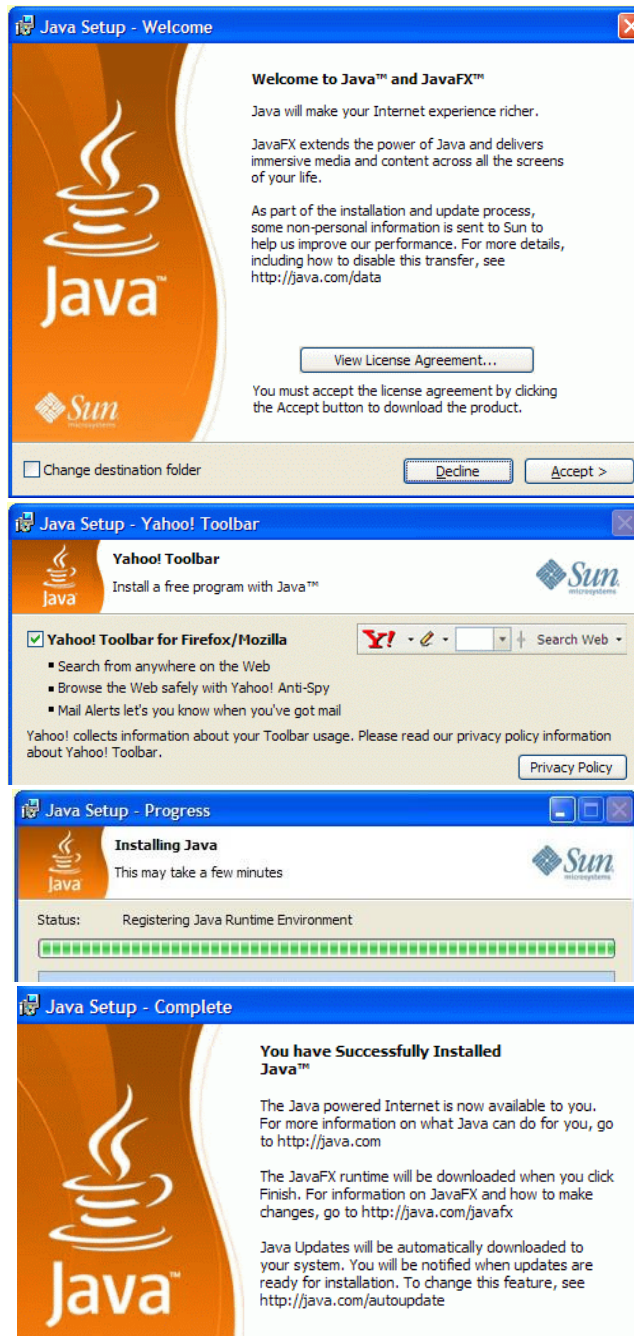 Java Setup - Welcome
Welcome to Java™ and JavaFX™
Java will make your Internet experience richer.
JavaFX extends the power of Java and delivers
immersive media and content across all the screens
of your life.
As part of the installation and update process,
some non-personal information is sent to Sun to
help us improve our performance. For more details,
including how to disable this transfer, see
http://java.com/data
Java™
View License Agreement...
You must accept the license agreement by clicking
the Accept button to download the product.
Sun
microsystems
Change destination folder
Decline
Accept >
Java Setup - Yahoo! Toolbar
Yahoo! Toolbar
Install a free program with Java™
Java
Sun
microsystems
Yahoo! Toolbar for Firefox/Mozilla
Y!
Search Web
▪ Search from anywhere on the Web
▪ Browse the Web safely with Yahoo! Anti-Spy
▪ Mail Alerts let's you know when you've got mail
Yahoo! collects information about your Toolbar usage. Please read our privacy policy information
about Yahoo! Toolbar.
Privacy Policy
Java Setup - Progress
Installing Java
This may take a few minutes
Java
Sun
microsystems
Status: Registering Java Runtime Environment
Java Setup - Complete
You have Successfully Installed
Java™
The Java powered Internet is now available to you.
For more information on what Java can do for you, go
to http://java.com
The JavaFX runtime will be downloaded when you click
Finish. For information on JavaFX and how to make
changes, go to http://java.com/javafx
Java Updates will be automatically downloaded to
your system. You will be notified when updates are
ready for installation. To change this feature, see
http://java.com/autoupdate
Java™